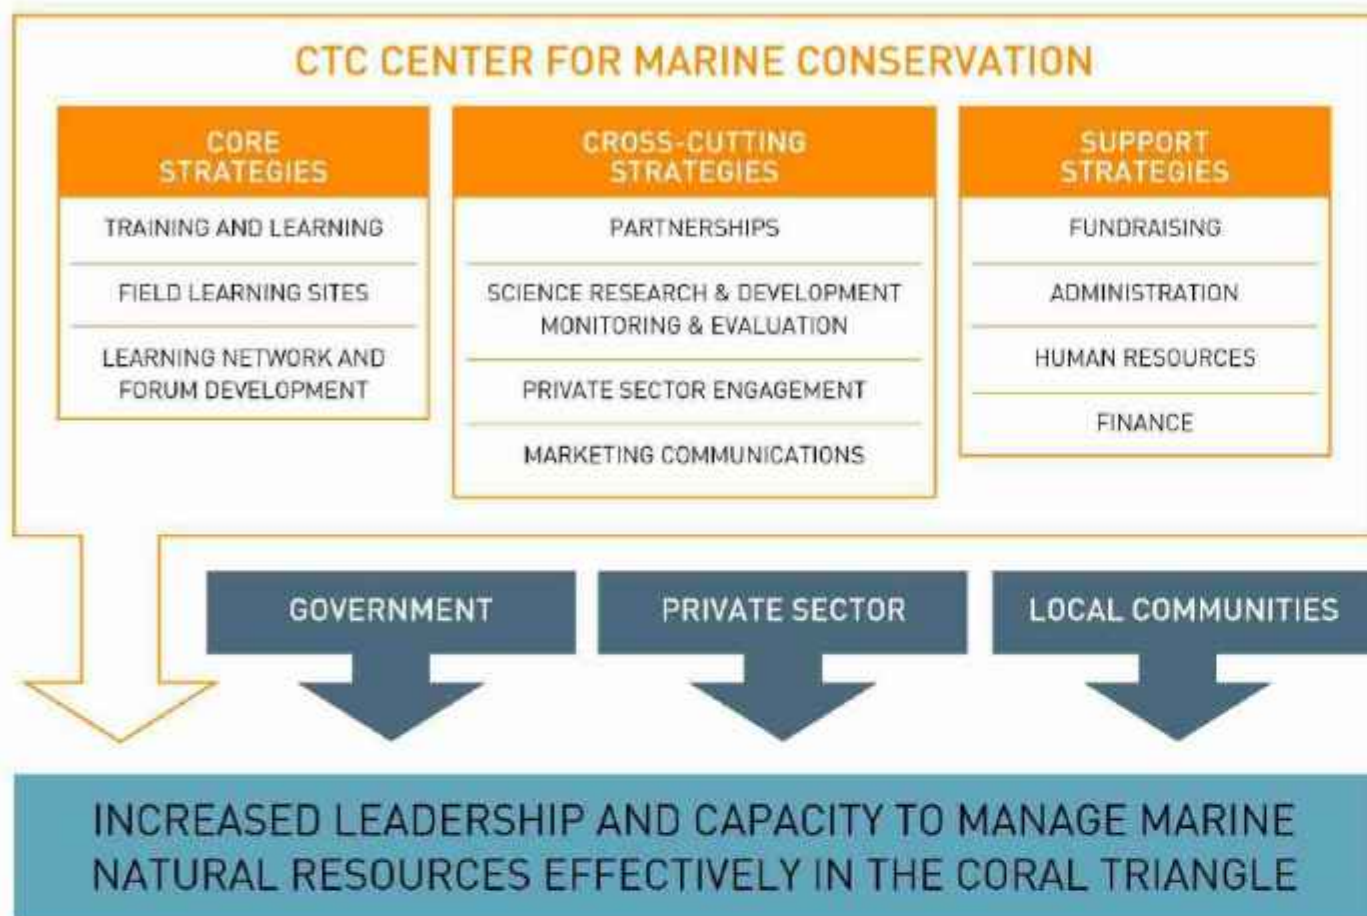 CTC CENTER FOR MARINE CONSERVATION
CORE
STRATEGIES
TRAINING AND LEARNING
FIELD LEARNING SITES
LEARNING NETWORK AND
FORUM DEVELOPMENT
CROSS-CUTTING
STRATEGIES
PARTNERSHIPS
SCIENCE RESEARCH & DEVELOPMENT
MONITORING & EVALUATION
PRIVATE SECTOR ENGAGEMENT
MARKETING COMMUNICATIONS
SUPPORT
STRATEGIES
FUNDRAISING
ADMINISTRATION
HUMAN RESOURCES
FINANCE
GOVERNMENT
PRIVATE SECTOR
LOCAL COMMUNITIES
INCREASED LEADERSHIP AND CAPACITY TO MANAGE MARINE
NATURAL RESOURCES EFFECTIVELY IN THE CORAL TRIANGLE